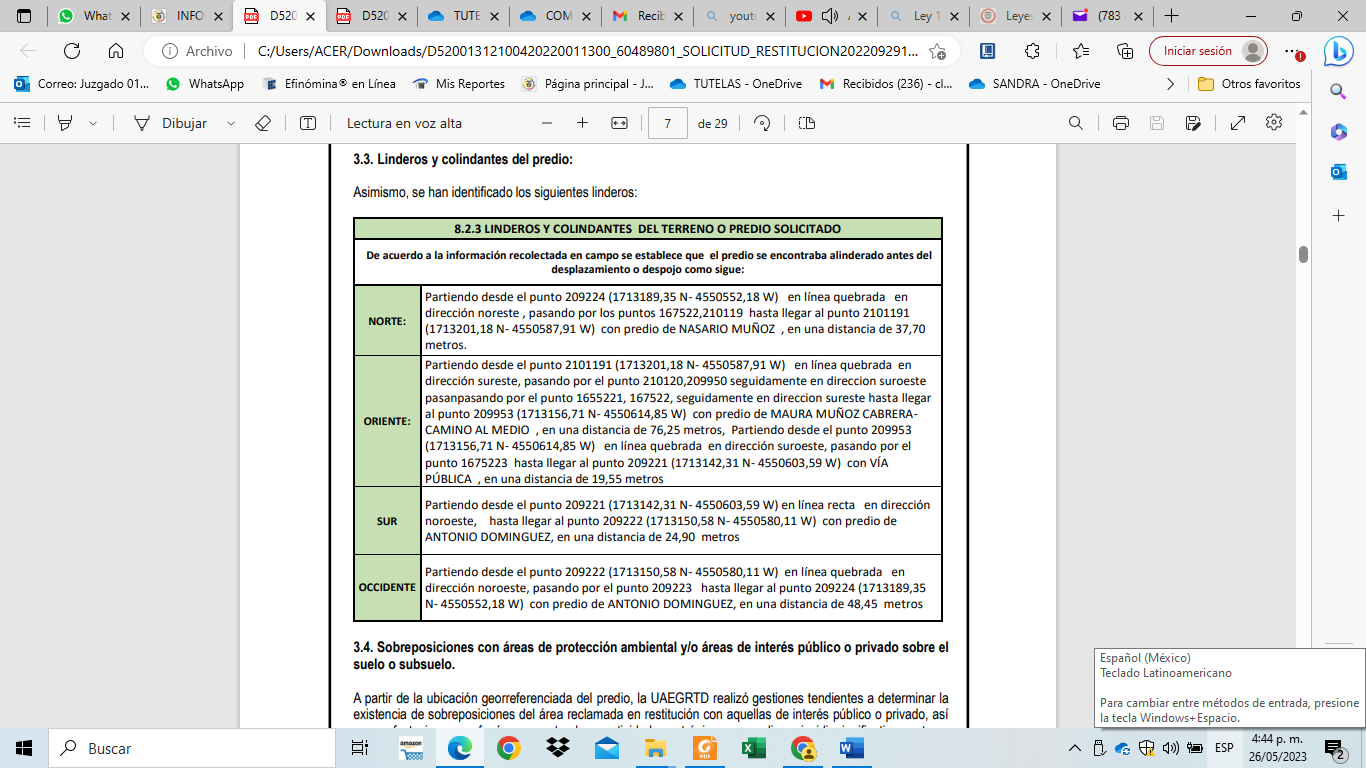 What
INFO
D520
D520
TUTE
COM
Recib
yout
Ley 1
Leye
(783
Archivo
C:/Users/ACER/Downloads/D52001312100420220011300_60489801_SOLICITUD_RESTITUCION202209291...
Iniciar sesión
Correo: Juzgado 01...
WhatsApp
Efinómina® en Línea
Mis Reportes
Página principal - J...
TUTELAS - OneDrive
Recibidos (236) - cl...
SANDRA - OneDrive
Otros favoritos
Dibujar
Lectura en voz alta
7
de 29
3.3. Linderos y colindantes del predio:
Asimismo, se han identificado los siguientes linderos:
8.2.3 LINDEROS Y COLINDANTES DEL TERRENO O PREDIO SOLICITADO
De acuerdo a la información recolectada en campo se establece que el predio se encontraba alinderado antes del
desplazamiento o despojo como sigue:
NORTE:
Partiendo desde el punto 209224 (1713189,35 N- 4550552,18 W) en línea quebrada en
dirección noreste , pasando por los puntos 167522,210119 hasta llegar al punto 2101191
(1713201,18 N- 4550587,91 W) con predio de NASARIO MUÑOZ , en una distancia de 37,70
metros.
ORIENTE:
Partiendo desde el punto 2101191 (1713201,18 N- 4550587,91 W) en línea quebrada en
dirección sureste, pasando por el punto 210120,209950 seguidamente en direccion suroeste
pasanpasando por el punto 1655221, 167522, seguidamente en direccion sureste hasta llegar
al punto 209953 (1713156,71 N- 4550614,85 W) con predio de MAURA MUÑOZ CABRERA-
CAMINO AL MEDIO , en una distancia de 76,25 metros, Partiendo desde el punto 209953
(1713156,71 N- 4550614,85 W) en línea quebrada en dirección suroeste, pasando por el
punto 1675223 hasta llegar al punto 209221 (1713142,31 N- 4550603,59 W) con VÍA
PÚBLICA , en una distancia de 19,55 metros
SUR
Partiendo desde el punto 209221 (1713142,31 N- 4550603,59 W) en línea recta en dirección
noroeste, hasta llegar al punto 209222 (1713150,58 N- 4550580,11 W) con predio de
ANTONIO DOMINGUEZ, en una distancia de 24,90 metros
OCCIDENTE
Partiendo desde el punto 209222 (1713150,58 N- 4550580,11 W) en línea quebrada en
dirección noroeste, pasando por el punto 209223 hasta llegar al punto 209224 (1713189,35
N- 4550552,18 W) con predio de ANTONIO DOMINGUEZ, en una distancia de 48,45 metros
3.4. Sobreposiciones con áreas de protección ambiental y/o áreas de interés público o privado sobre el
suelo o subsuelo.
A partir de la ubicación georreferenciada del predio, la UAEGRTD realizó gestiones tendientes a determinar la
existencia de sobreposiciones del área reclamada en restitución con aquellas de interés público o privado, así
Español (México)
Teclado Latinoamericano
Para cambiar entre métodos de entrada, presione
la tecla Windows+Espacio.
Buscar
amazon
ESP
4:44 p. m.
26/05/2023
2